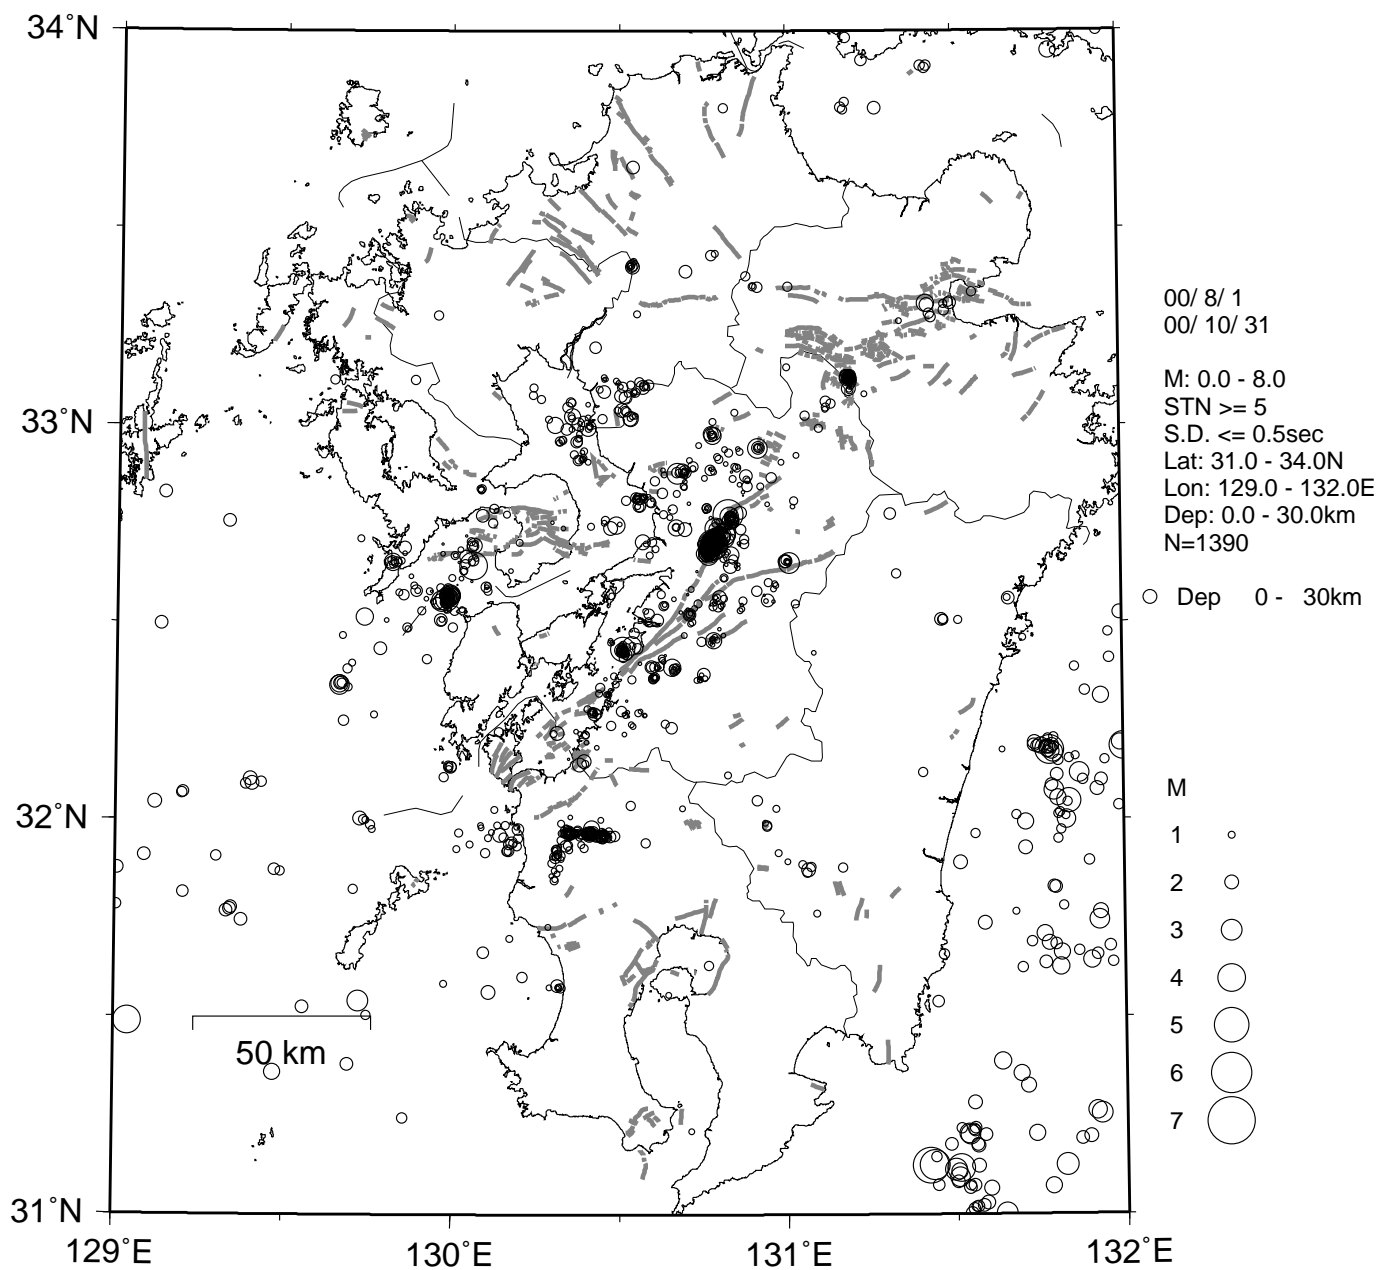 34˚N
33˚N
32˚N
31˚N
129˚E
130˚E
131˚E
132˚E
50 km
00/ 8/ 1
00/ 10/ 31
M: 0.0 - 8.0
STN >= 5
S.D. <= 0.5sec
Lat: 31.0 - 34.0N
Lon: 129.0 - 132.0E
Dep: 0.0 - 30.0km
N=1390
Dep 0 - 30km
M
1
2
3
4
5
6
7